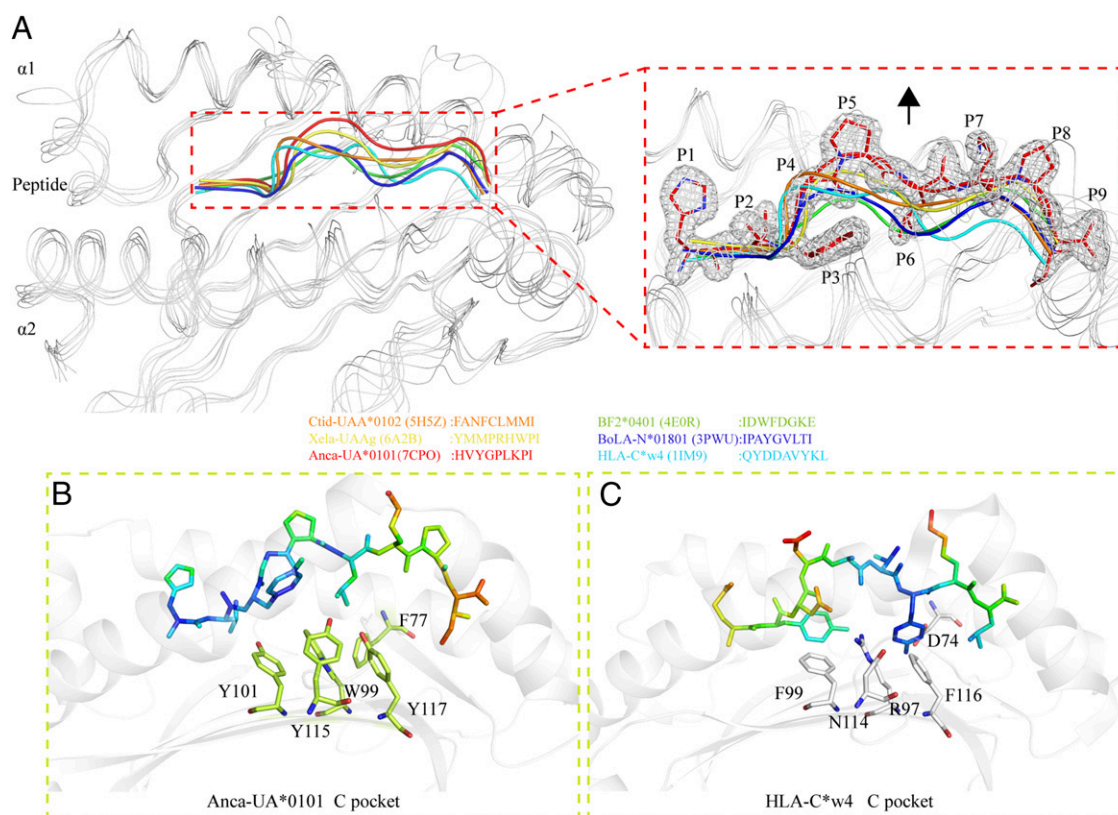 A
α1
Peptide
α2
P1
P2
P3
P4
P5
P6
P7
P8
P9
Ctid-UAA*0102 (5H5Z) :FANFCLMMI
Xela-UAAg (6A2B) :YMMPRHWPI
Anca-UA*0101(7CPO) :HVYGPLKPI
BF2*0401 (4E0R) :IDWFDGKE
BoLA-N*01801 (3PWU):IPAYGVLTI
HLA-C*w4 (1IM9) :QYDDAVYKL
B
F77
Y101
W99
Y117
Y115
Anca-UA*0101 C pocket
C
D74
F99
F116
R97
N114
HLA-C*w4 C pocket